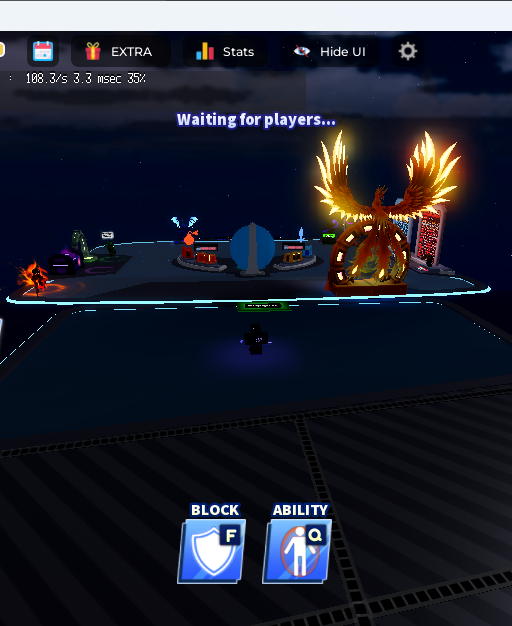 EXTRA
Stats
Hide UI
: 108.3/s 3.3 msec 35%
Waiting for players...
BLOCK
ABILITY
F
Q